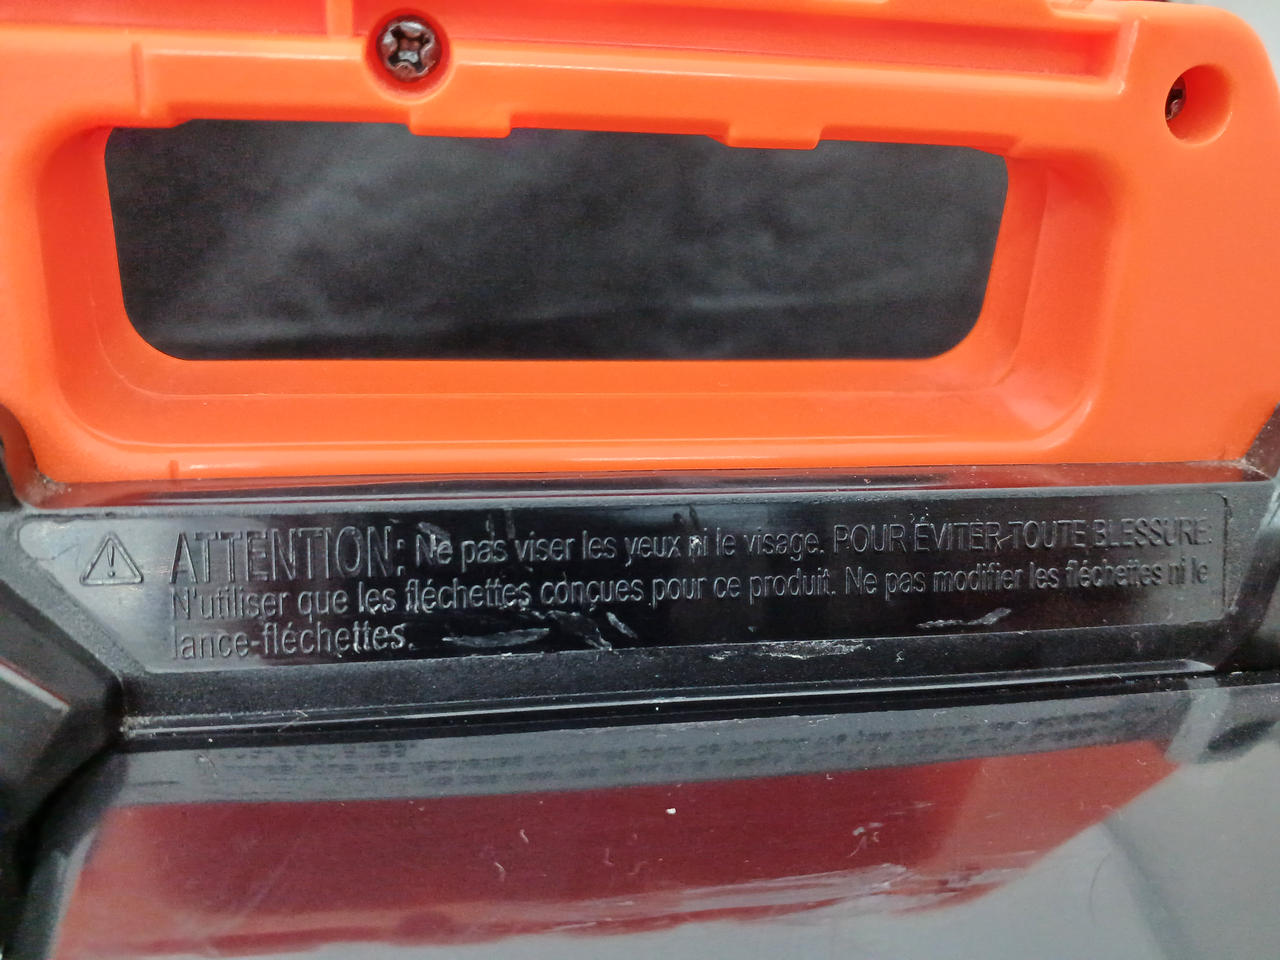 ATTENTION: Ne pas viser les yeux ni le visage. POUR ÉVITER TOUTE BLESSURE:
N'utiliser que les fléchettes conçues pour ce produit. Ne pas modifier les fléchettes ni le
lance-fléchettes.